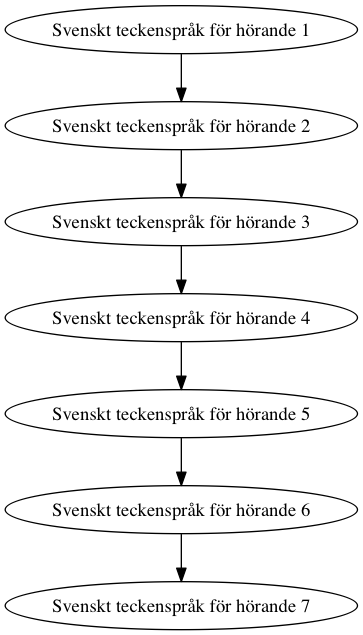 Svenskt teckenspråk för hörande 1
Svenskt teckenspråk för hörande 2
Svenskt teckenspråk för hörande 3
Svenskt teckenspråk för hörande 4
Svenskt teckenspråk för hörande 5
Svenskt teckenspråk för hörande 6
Svenskt teckenspråk för hörande 7